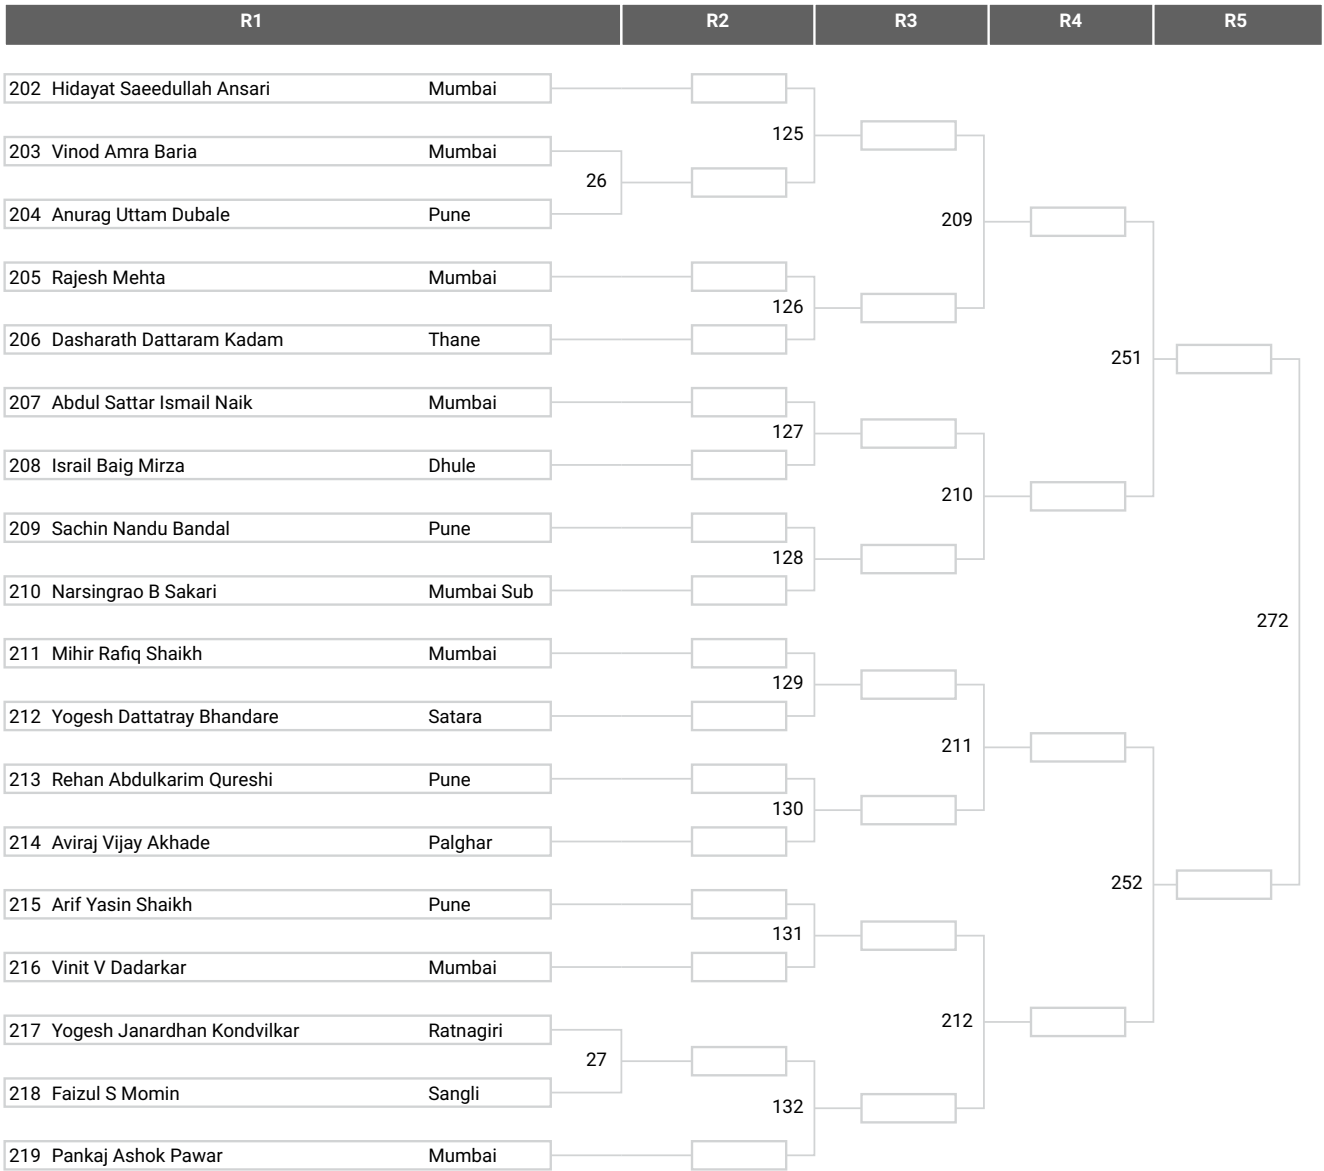 R1 R2 R3 R4 R5
202 Hidayat Saeedullah Ansari Mumbai
125
203 Vinod Amra Baria Mumbai
26
204 Anurag Uttam Dubale Pune
209
205 Rajesh Mehta Mumbai
126
206 Dasharath Dattaram Kadam Thane
251
207 Abdul Sattar Ismail Naik Mumbai
127
208 Israil Baig Mirza Dhule
210
209 Sachin Nandu Bandal Pune
128
210 Narsingrao B Sakari Mumbai Sub
272
211 Mihir Rafiq Shaikh Mumbai
129
212 Yogesh Dattatray Bhandare Satara
211
213 Rehan Abdulkarim Qureshi Pune
130
214 Aviraj Vijay Akhade Palghar
252
215 Arif Yasin Shaikh Pune
131
216 Vinit V Dadarkar Mumbai
212
217 Yogesh Janardhan Kondvilkar Ratnagiri
27
218 Faizul S Momin Sangli
132
219 Pankaj Ashok Pawar Mumbai